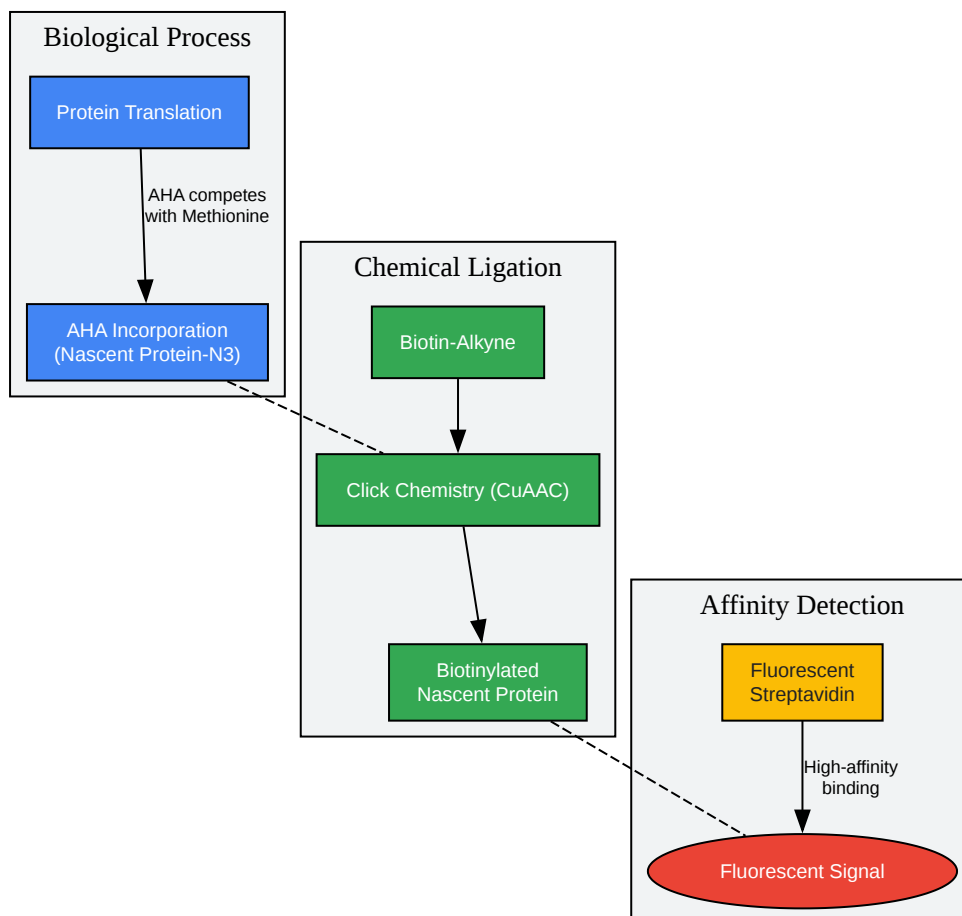 Biological Process
Protein Translation
AHA competes
with Methionine
AHA Incorporation
(Nascent Protein-N3)
Chemical Ligation
Biotin-Alkyne
Click Chemistry (CuAAC)
Biotinylated
Nascent Protein
Affinity Detection
Fluorescent
Streptavidin
High-affinity
binding
Fluorescent Signal